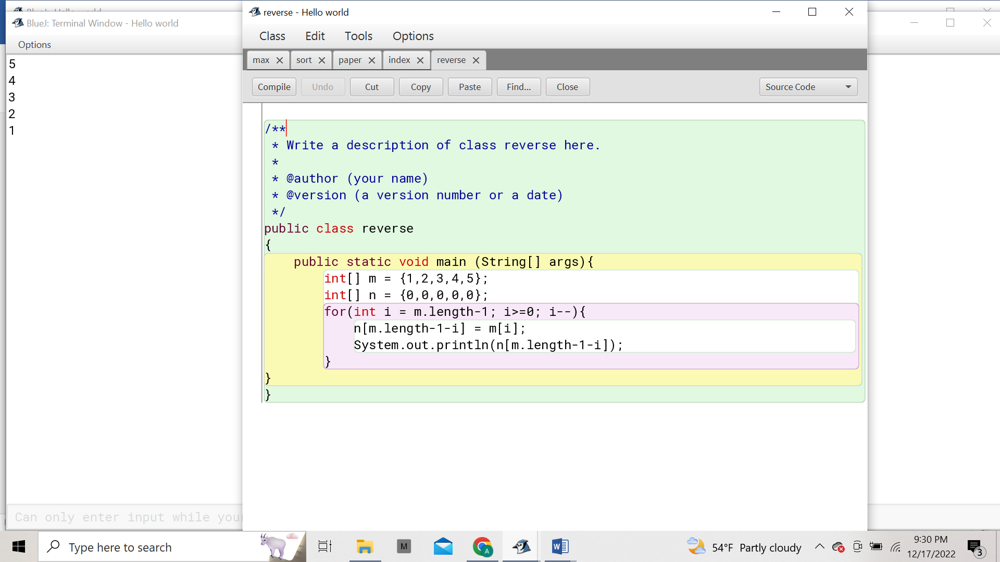 BlueJ: Terminal Window - Hello world
Options
5
4
3
2
1
Can only enter input while you
reverse - Hello world
Class Edit Tools Options
max sort paper index reverse
Compile Undo Cut Copy Paste Find... Close Source Code
/**
 * Write a description of class reverse here.
 *
 * @author (your name)
 * @version (a version number or a date)
 */
public class reverse
{
    public static void main (String[] args){
        int[] m = {1,2,3,4,5};
        int[] n = {0,0,0,0,0};
        for(int i = m.length-1; i>=0; i--){
            n[m.length-1-i] = m[i];
            System.out.println(n[m.length-1-i]);
        }
}
}
Type here to search
M
A
W
54°F Partly cloudy
9:30 PM
12/17/2022
3